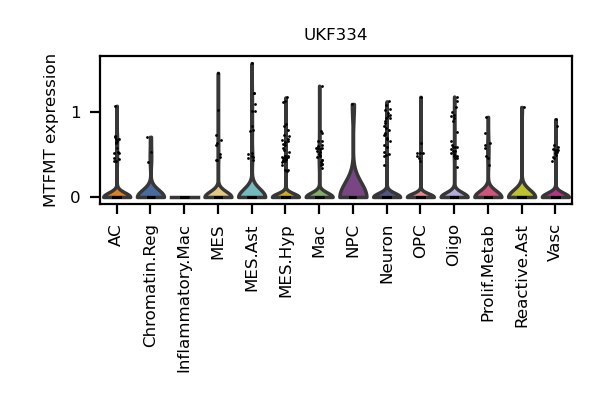 UKF334
MTFMT expression
1
0
AC
Chromatin.Reg
Inflammatory.Mac
MES
MES.Ast
MES.Hyp
Mac
NPC
Neuron
OPC
Oligo
Prolif.Metab
Reactive.Ast
Vasc